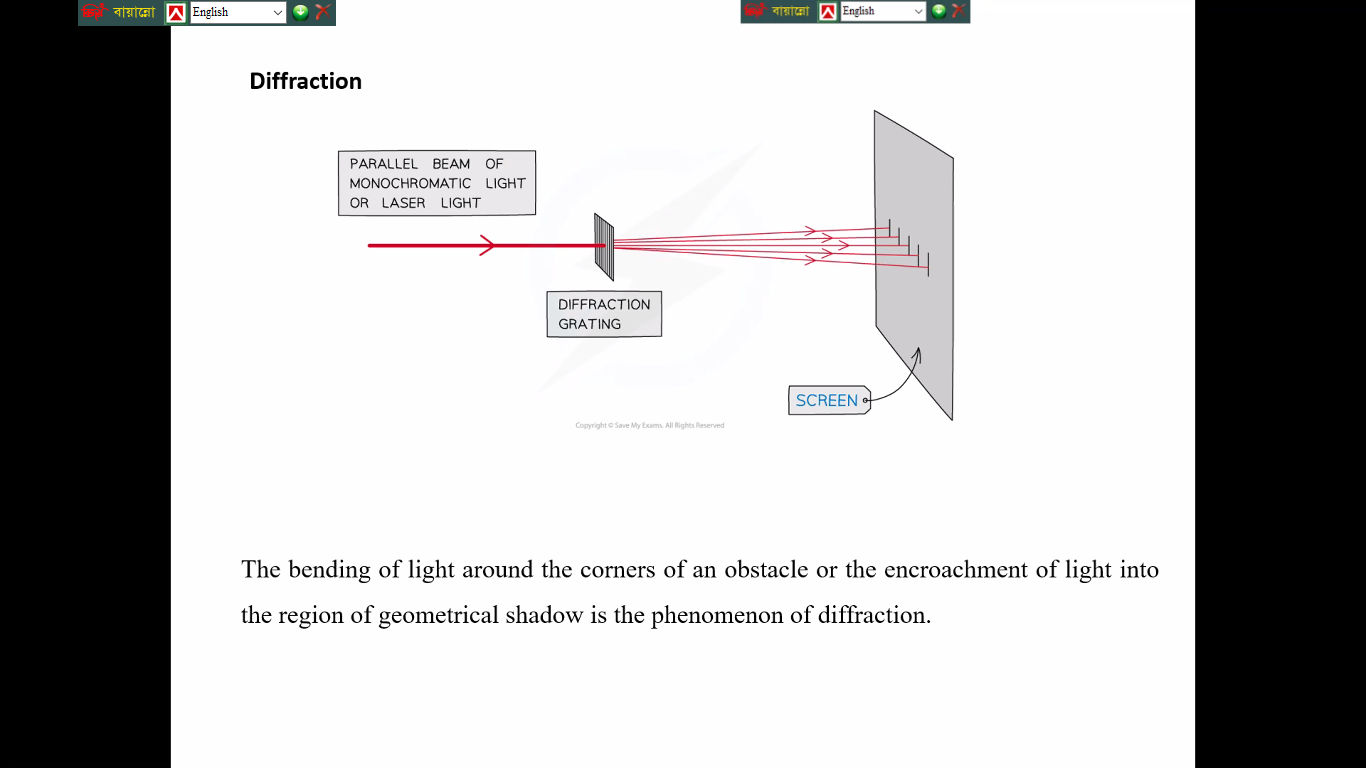 বায়ান্নো English
বায়ান্নো English
Diffraction
PARALLEL BEAM OF
MONOCHROMATIC LIGHT
OR LASER LIGHT
DIFFRACTION
GRATING
SCREEN
Copyright © Save My Exams. All Rights Reserved
The bending of light around the corners of an obstacle or the encroachment of light into
the region of geometrical shadow is the phenomenon of diffraction.